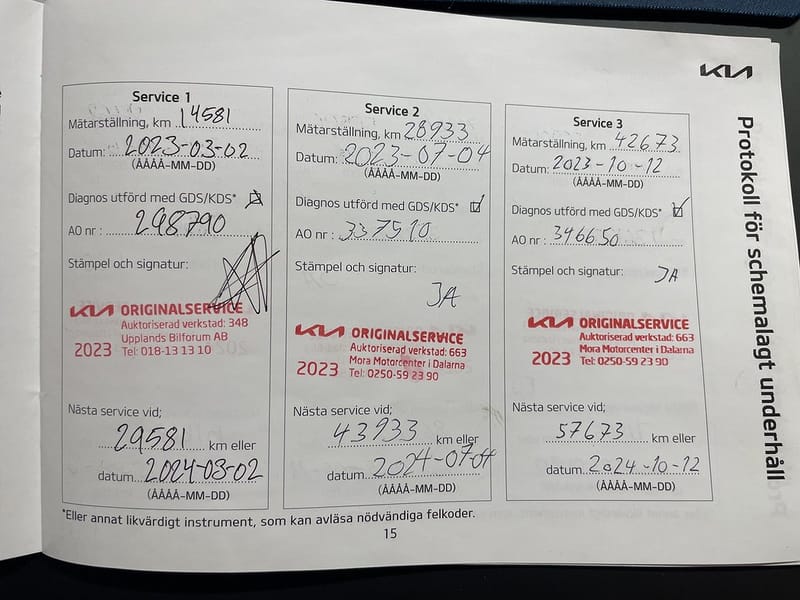 KIA
Protokoll för schemalagt underhåll
Service 1
Mätarställning, km 14581
Datum: 2023-03-02
(ÅÅÅÅ-MM-DD)
Diagnos utförd med GDS/KDS*
AO nr : 298790
Stämpel och signatur:
KIA ORIGINALSERVICE
Auktoriserad verkstad: 348
Upplands Bilforum AB
2023 Tel: 018-13 13 10
Nästa service vid;
29581 km eller
datum 2024-03-02
(ÅÅÅÅ-MM-DD)
Service 2
Mätarställning, km 28933
Datum: 2023-07-04
(ÅÅÅÅ-MM-DD)
Diagnos utförd med GDS/KDS*
AO nr : 337510
Stämpel och signatur:
JA
KIA ORIGINALSERVICE
Auktoriserad verkstad: 663
Mora Motorcenter i Dalarna
2023 Tel: 0250-59 23 90
Nästa service vid;
43933 km eller
datum 2024-07-04
(ÅÅÅÅ-MM-DD)
Service 3
Mätarställning, km 42673
Datum: 2023-10-12
(ÅÅÅÅ-MM-DD)
Diagnos utförd med GDS/KDS*
AO nr : 346650
Stämpel och signatur: JA
KIA ORIGINALSERVICE
Auktoriserad verkstad: 663
Mora Motorcenter i Dalarna
2023 Tel: 0250-59 23 90
Nästa service vid;
57673 km eller
datum 2024-10-12
(ÅÅÅÅ-MM-DD)
*Eller annat likvärdigt instrument, som kan avläsa nödvändiga felkoder.
15